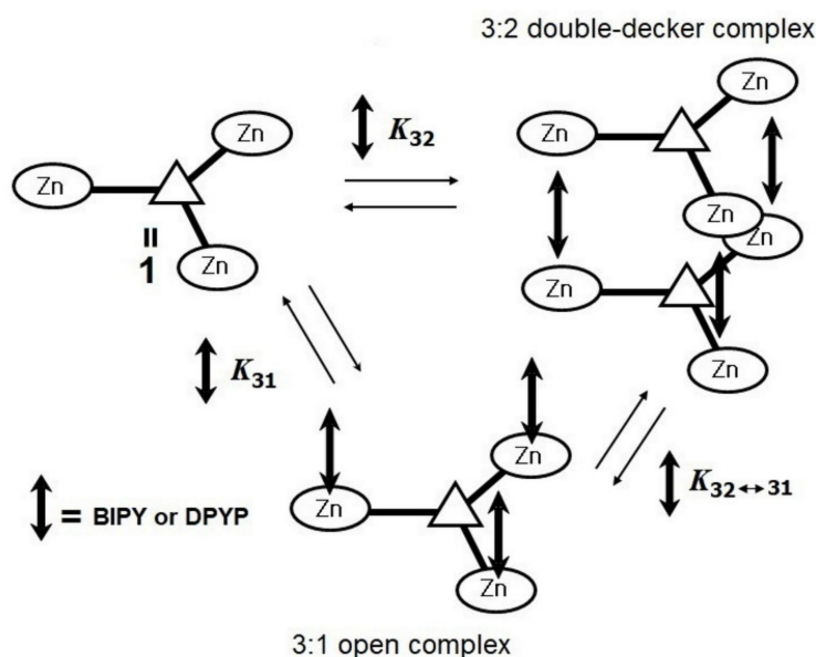 3:2 double-decker complex
Zn
Zn
Zn
K32
Zn
Zn
Zn
Zn
=
1
Zn
Zn
Zn
K31
Zn
Zn
Zn
K32↔31
= BIPY or DPYP
3:1 open complex